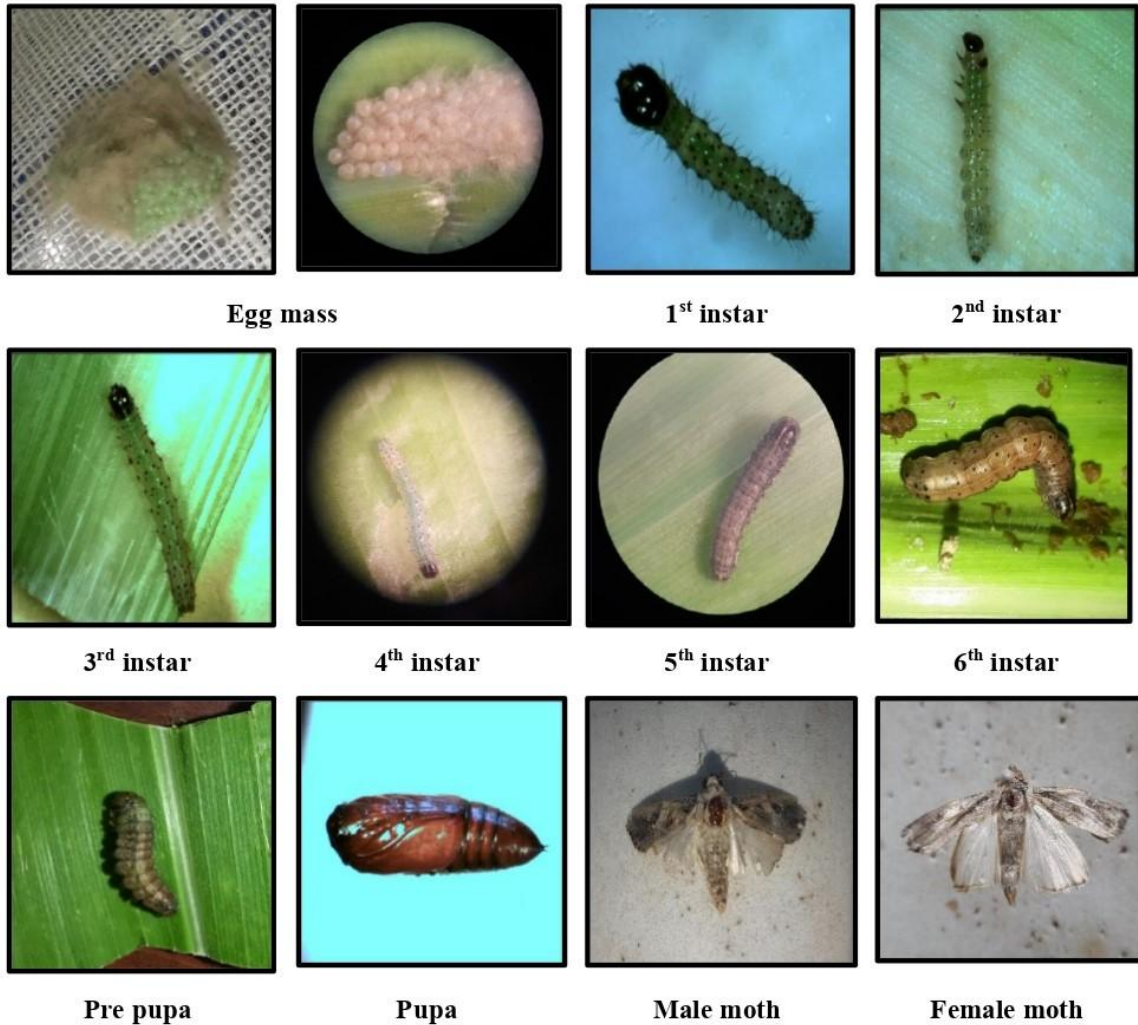 Egg mass
1st instar
2nd instar
3rd instar
4th instar
5th instar
6th instar
Pre pupa
Pupa
Male moth
Female moth